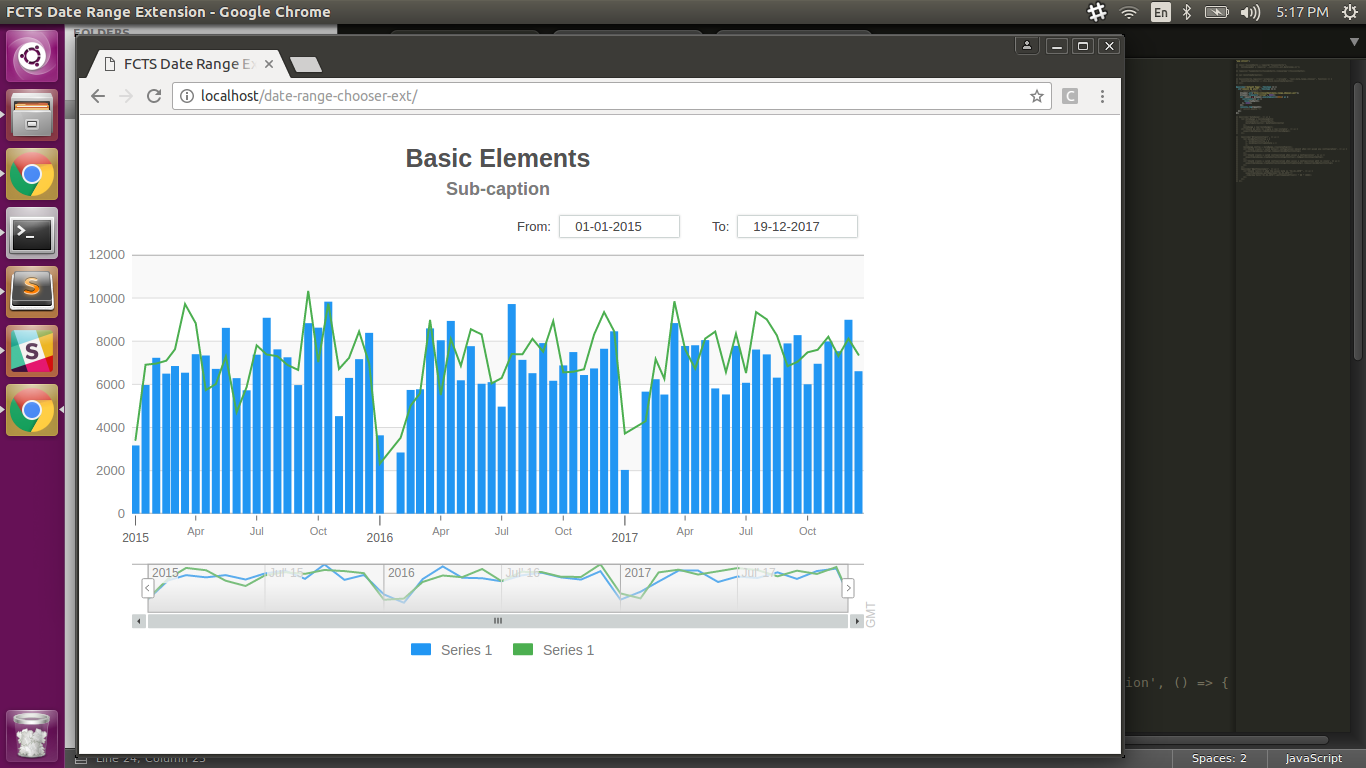 FCTS Date Range Extension - Google Chrome
En
5:17 PM
FOLDERS
FCTS Date Range E
localhost/date-range-chooser-ext/
C
Basic Elements
Sub-caption
From: 01-01-2015 To: 19-12-2017
12000
10000
8000
6000
4000
2000
0
Apr Jul Oct Apr Jul Oct Apr Jul Oct
2015 2016 2017
2015 Jul' 15 2016 Jul' 16 2017 Jul' 17
GMT
Series 1 Series 1
ion', () => {
Line 24, Column 25
Spaces: 2
JavaScript